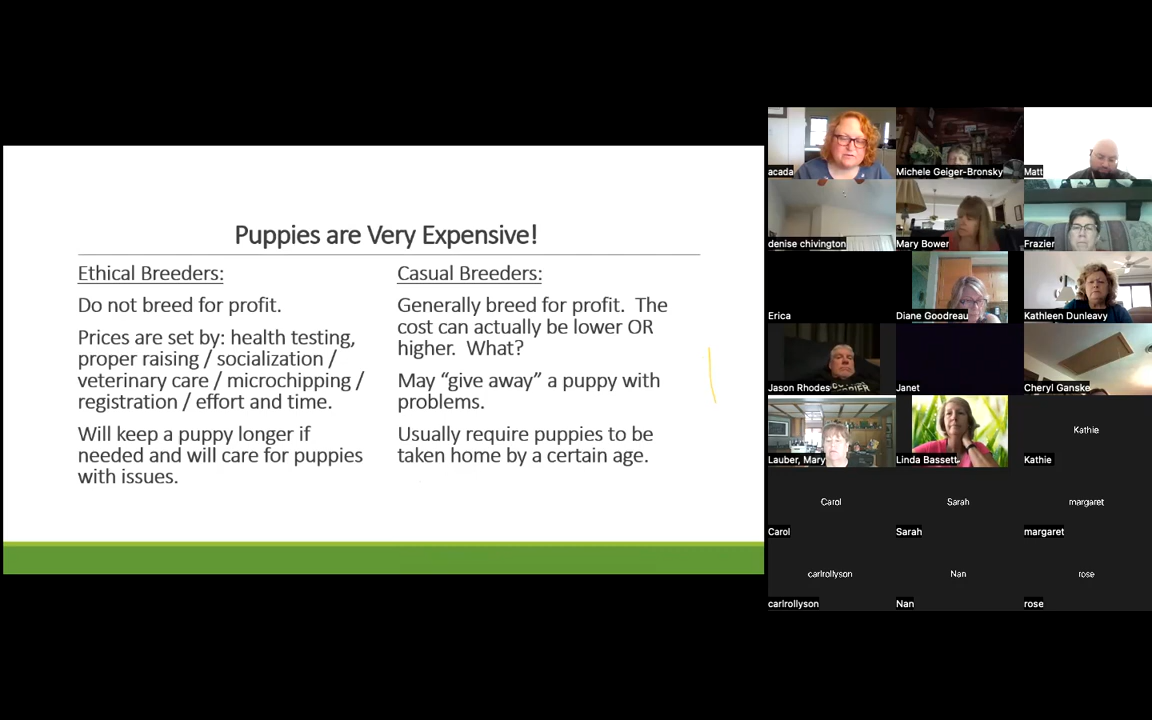 Puppies are Very Expensive!
Ethical Breeders:
Do not breed for profit.
Prices are set by: health testing,
proper raising / socialization /
veterinary care / microchipping /
registration / effort and time.
Will keep a puppy longer if
needed and will care for puppies
with issues.
Casual Breeders:
Generally breed for profit.  The
cost can actually be lower OR
higher.  What?
May “give away” a puppy with
problems.
Usually require puppies to be
taken home by a certain age.
acada
Michele Geiger-Bronsky
Matt
denise chivington
Mary Bower
Frazier
Erica
Diane Goodreau
Kathleen Dunleavy
Jason Rhodes
Janet
Cheryl Ganske
Lauber, Mary
Linda Bassett
Kathie
Kathie
Carol
Carol
Sarah
Sarah
margaret
margaret
carlrollyson
carlrollyson
Nan
Nan
rose
rose